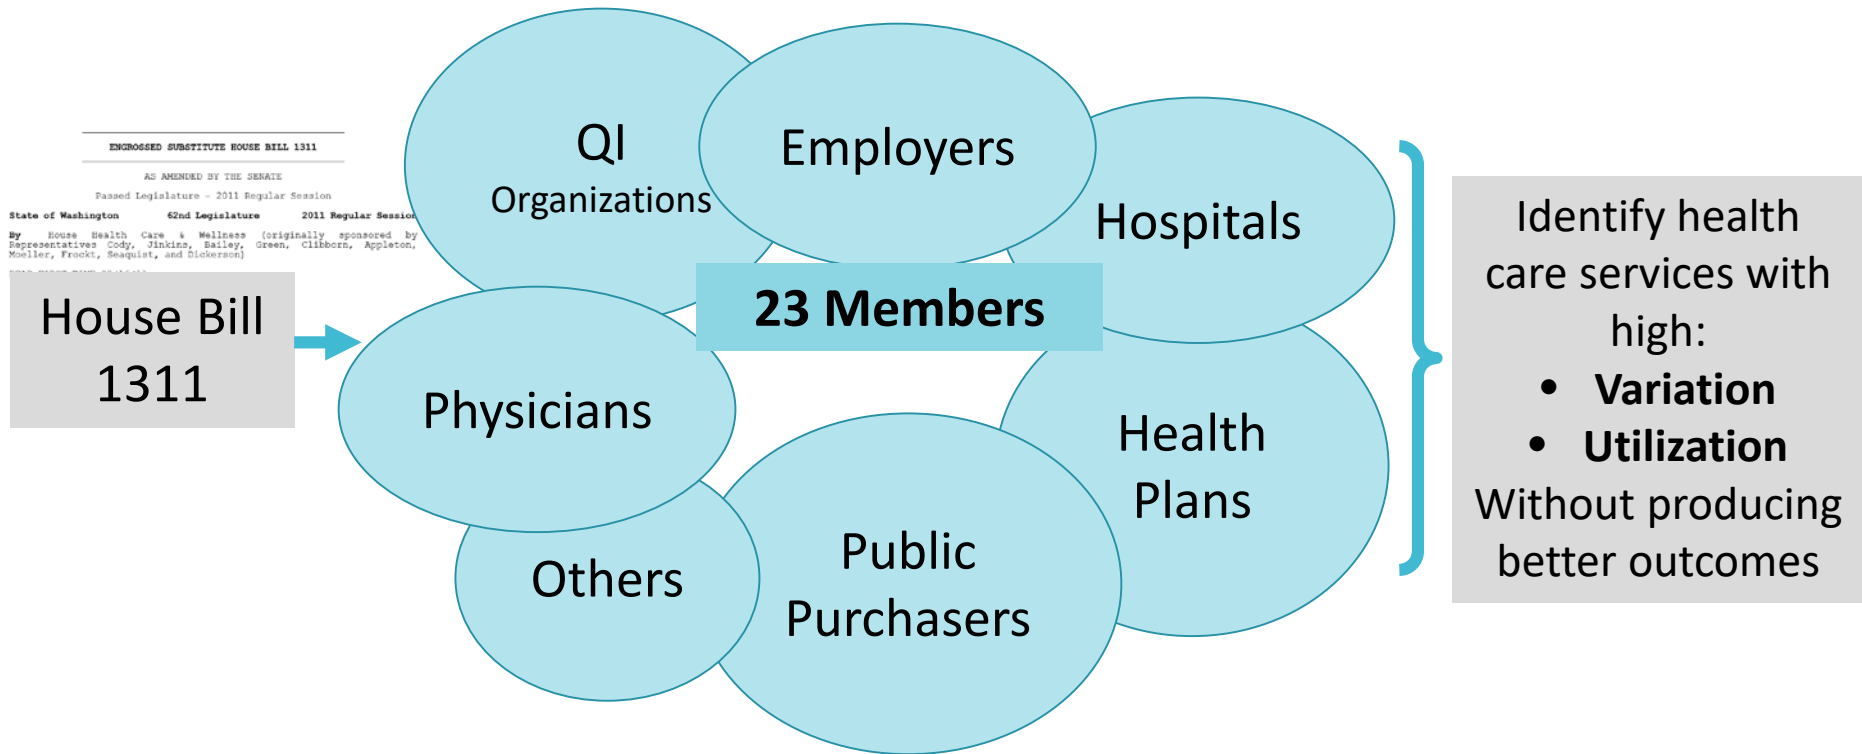 ENGROSSED SUBSTITUTE HOUSE BILL 1311
AS AMENDED BY THE SENATE
Passed Legislature - 2011 Regular Session
State of Washington 62nd Legislature 2011 Regular Session
By House Health Care & Wellness (originally sponsored by
Representatives Cody, Jinkins, Bailey, Green, Clibborn, Appleton,
Moeller, Frockt, Seaquist, and Dickerson)
House Bill
1311
QI
Organizations
Employers
Hospitals
23 Members
Physicians
Health
Plans
Others
Public
Purchasers
Identify health
care services with
high:
• Variation
• Utilization
Without producing
better outcomes